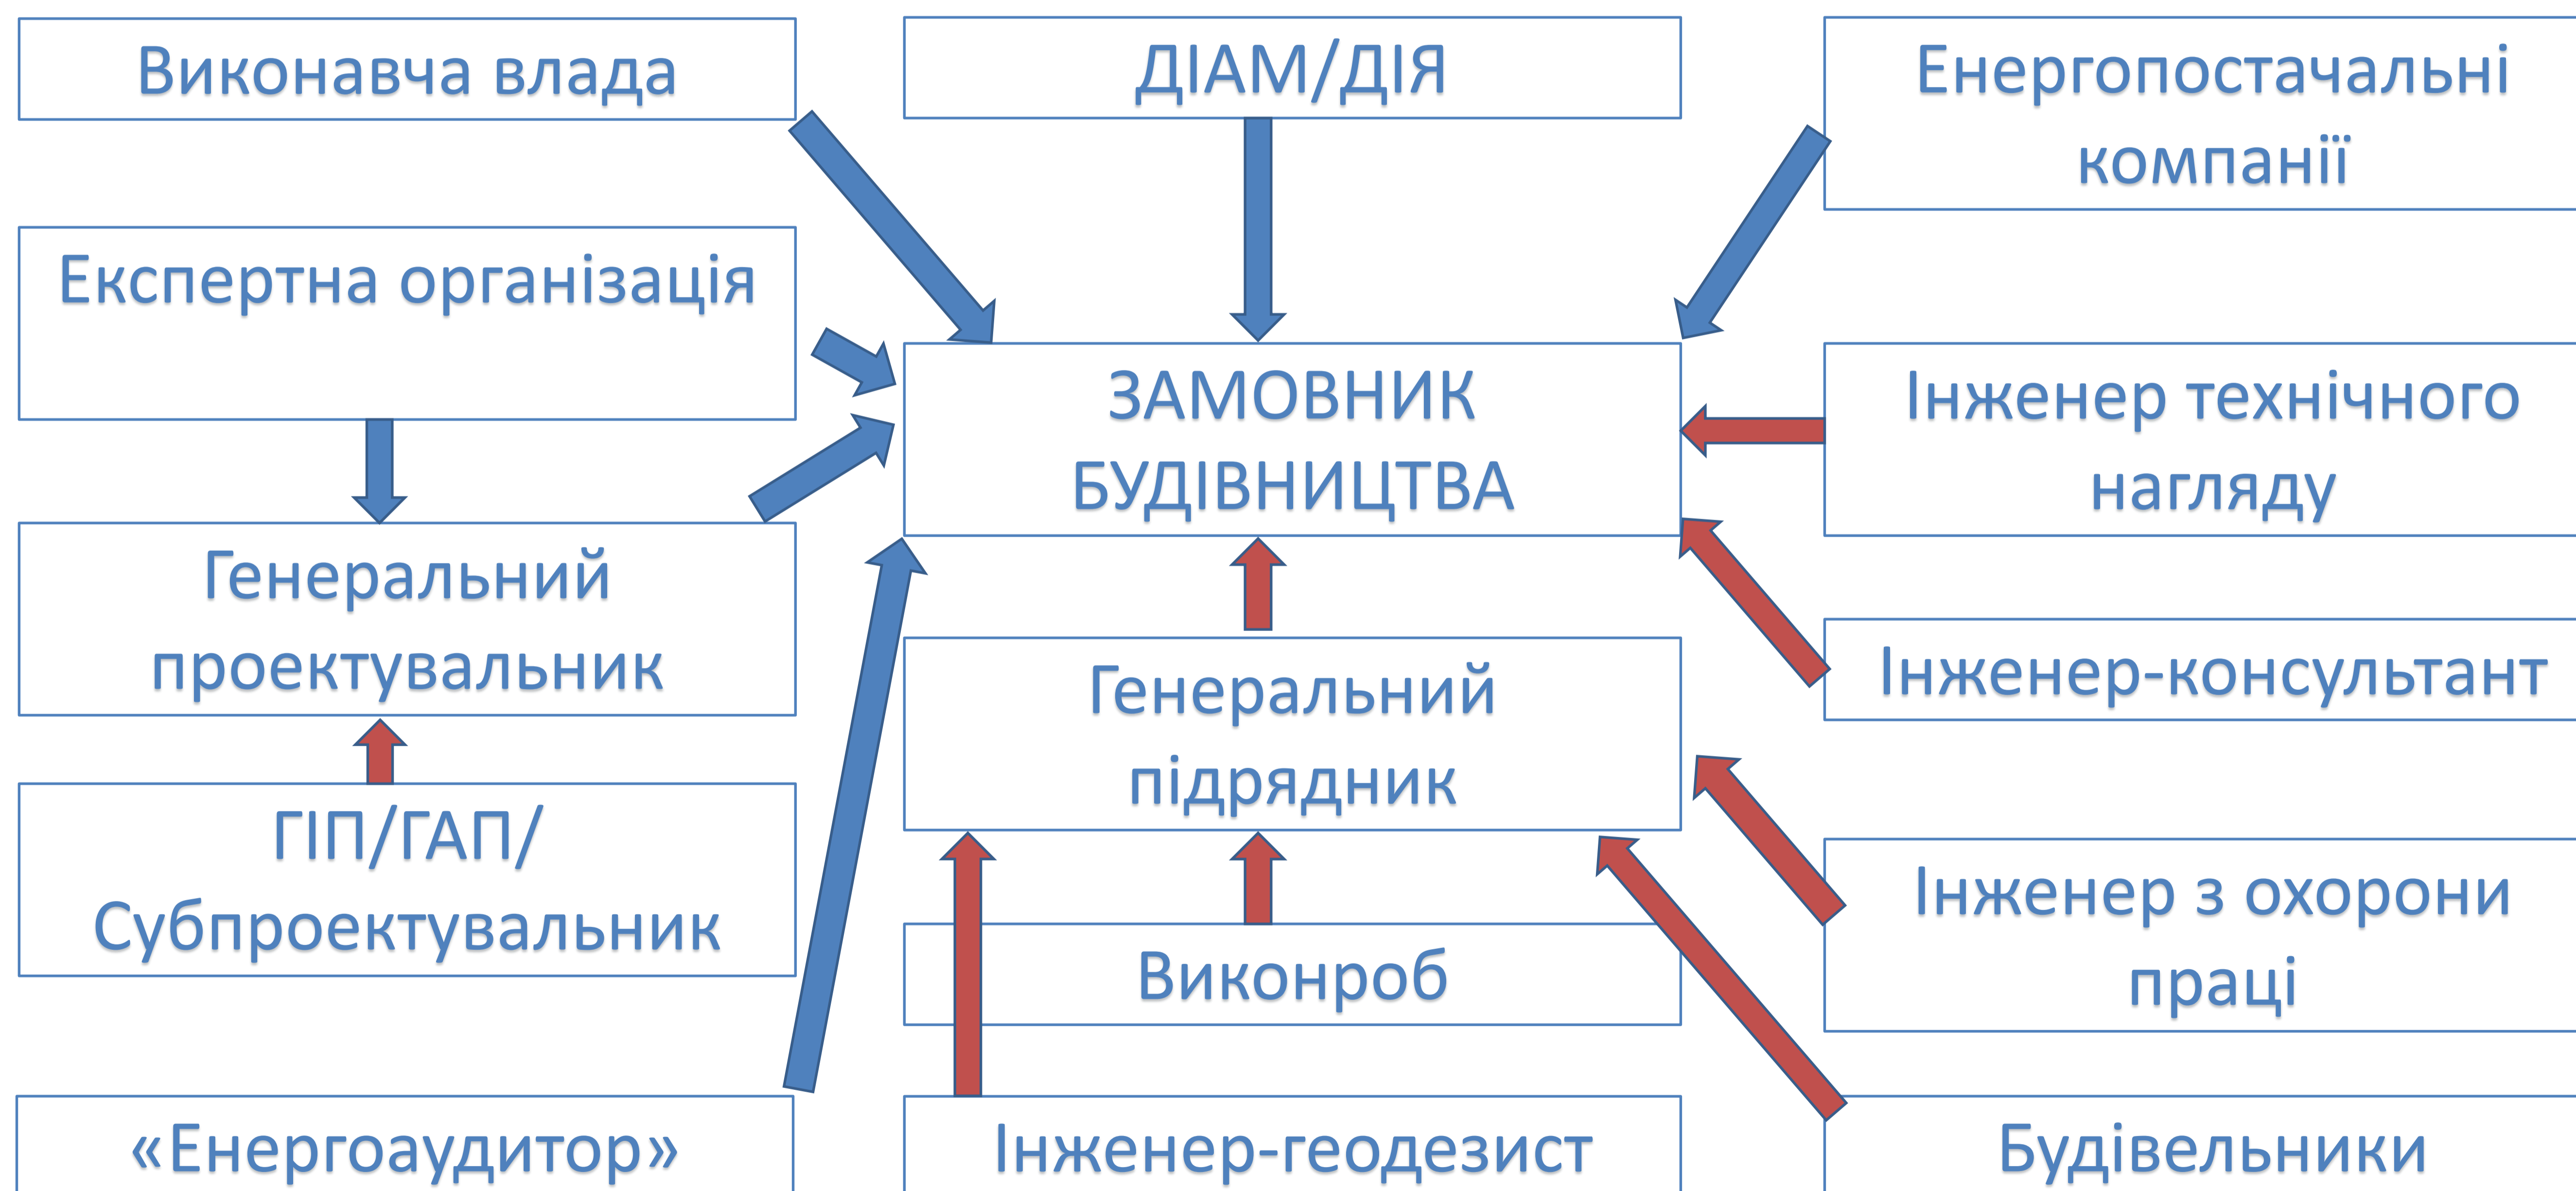 Виконавча влада
ДІАМ/ДІЯ
Енергопостачальні
компанії
Експертна організація
ЗАМОВНИК
БУДІВНИЦТВА
Інженер технічного
нагляду
Генеральний
проектувальник
Генеральний
підрядник
Інженер-консультант
ГІП/ГАП/
Субпроектувальник
Виконроб
Інженер з охорони
праці
«Енергоаудитор»
Інженер-геодезист
Будівельники